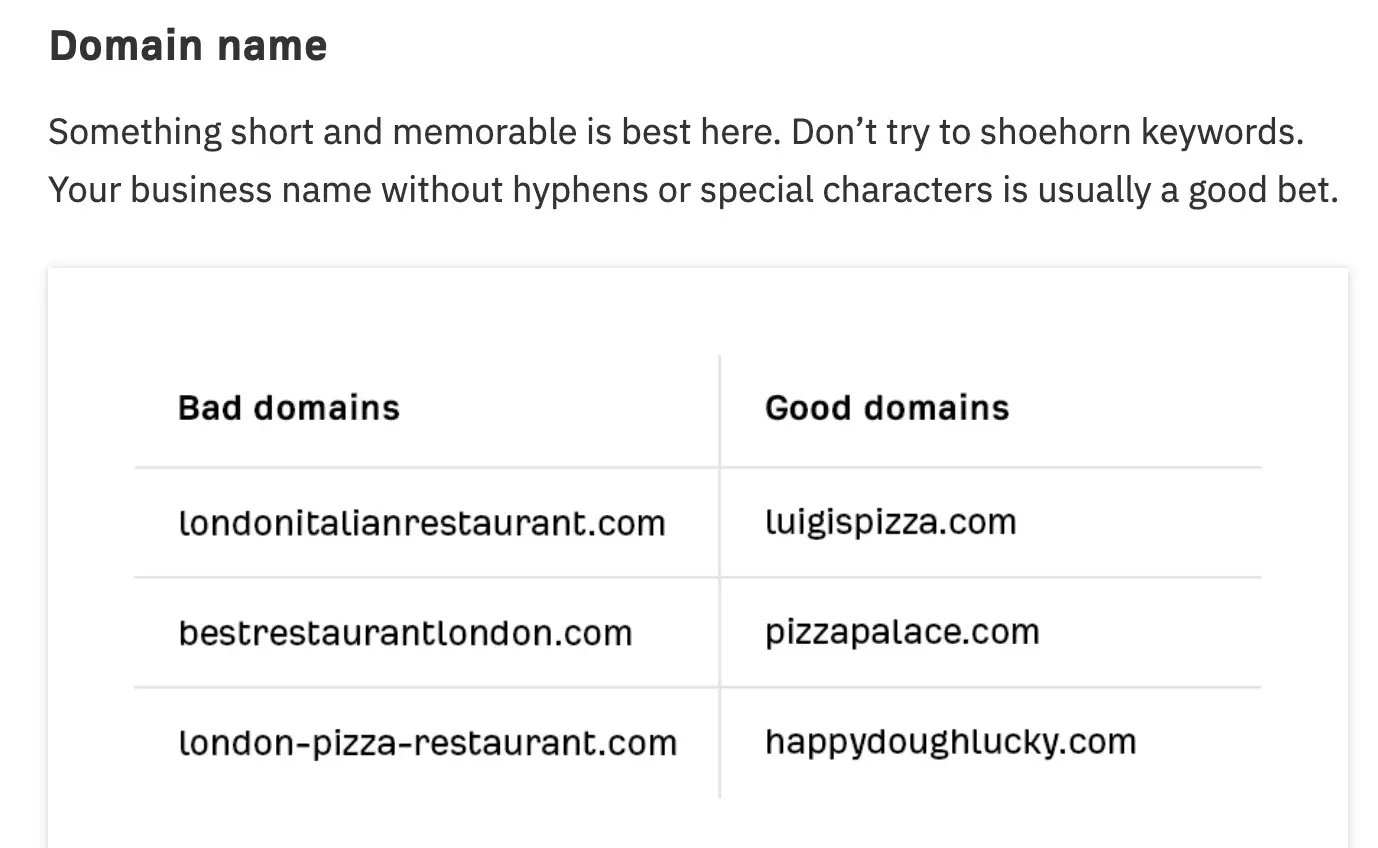 Domain name
Something short and memorable is best here. Don’t try to shoehorn keywords.
Your business name without hyphens or special characters is usually a good bet.
Bad domains Good domains
londonitalianrestaurant.com luigispizza.com
bestrestaurantlondon.com pizzapalace.com
london-pizza-restaurant.com happydoughlucky.com